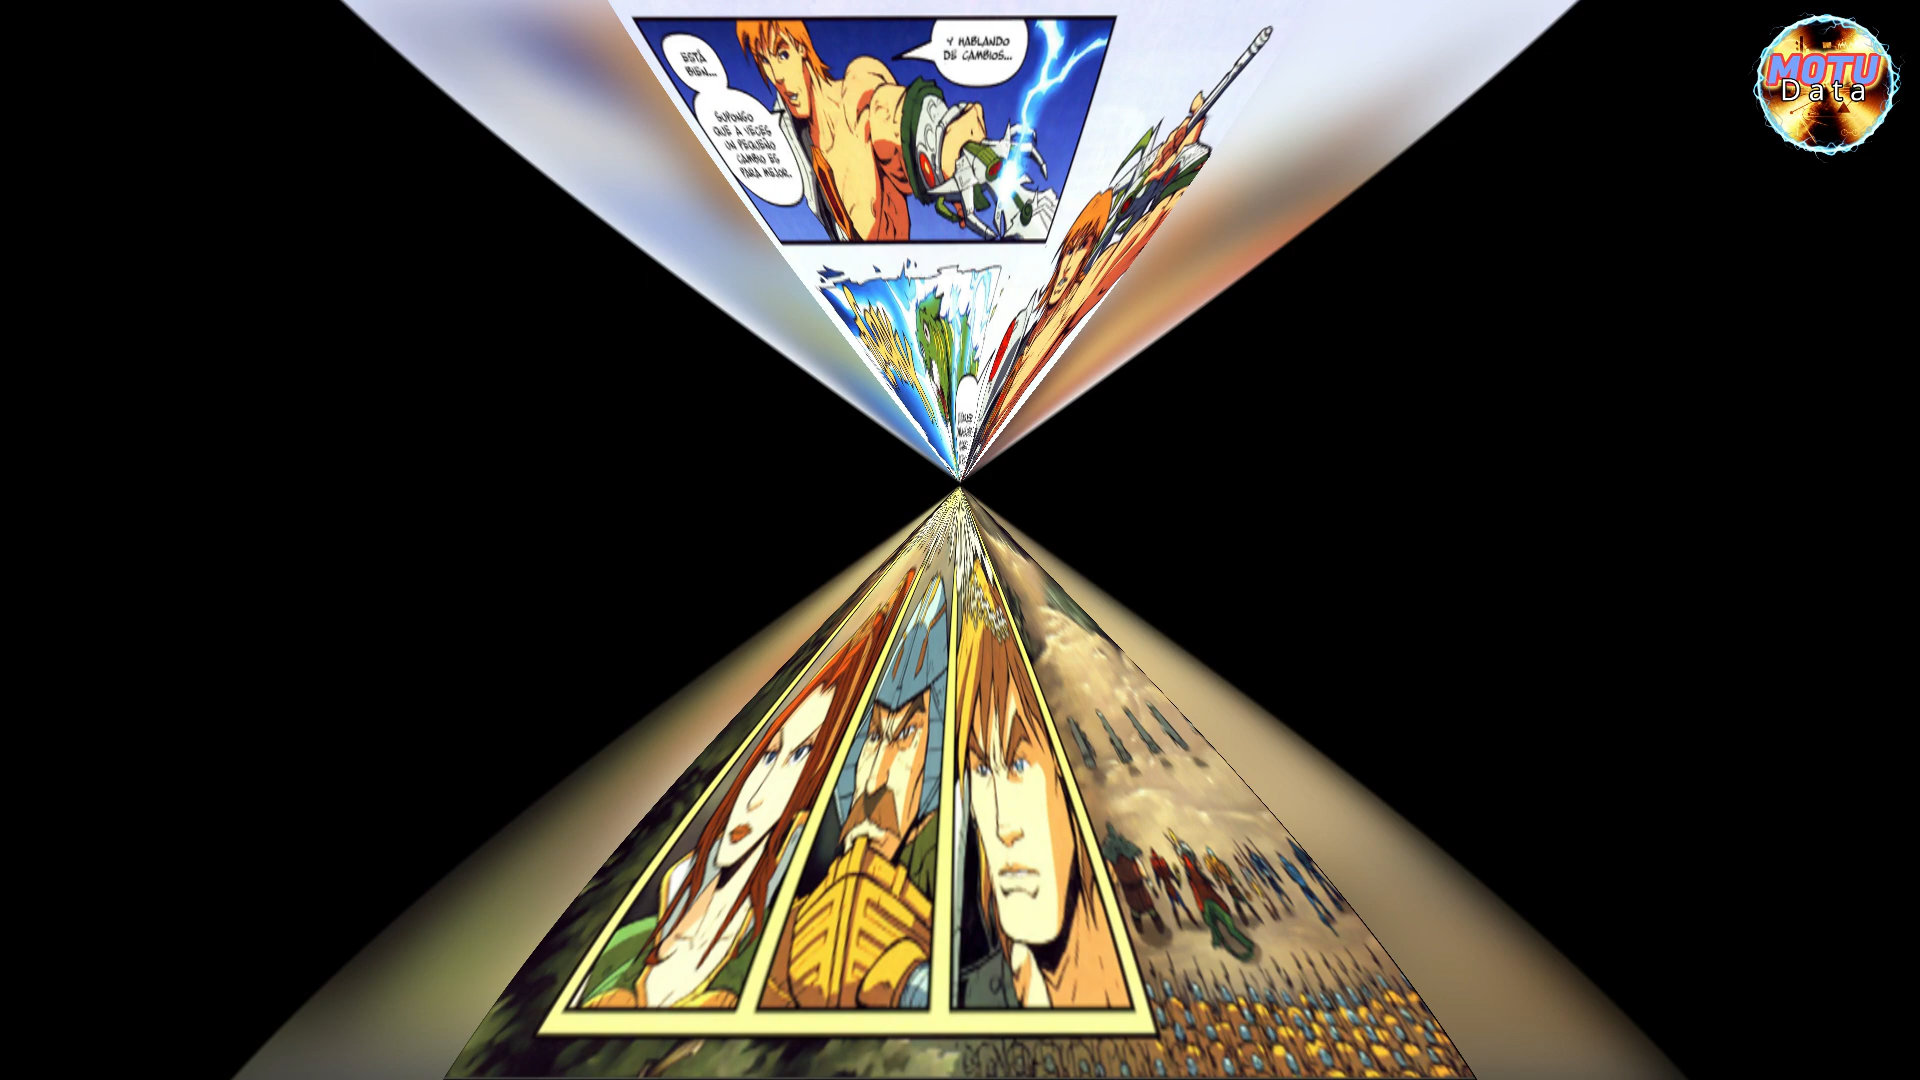 ESTÁ
BIEN...
SUPONGO
QUE A VECES
UN PEQUEÑO
CAMBIO ES
PARA MEJOR.
Y HABLANDO
DE CAMBIOS...
MOTU
Data